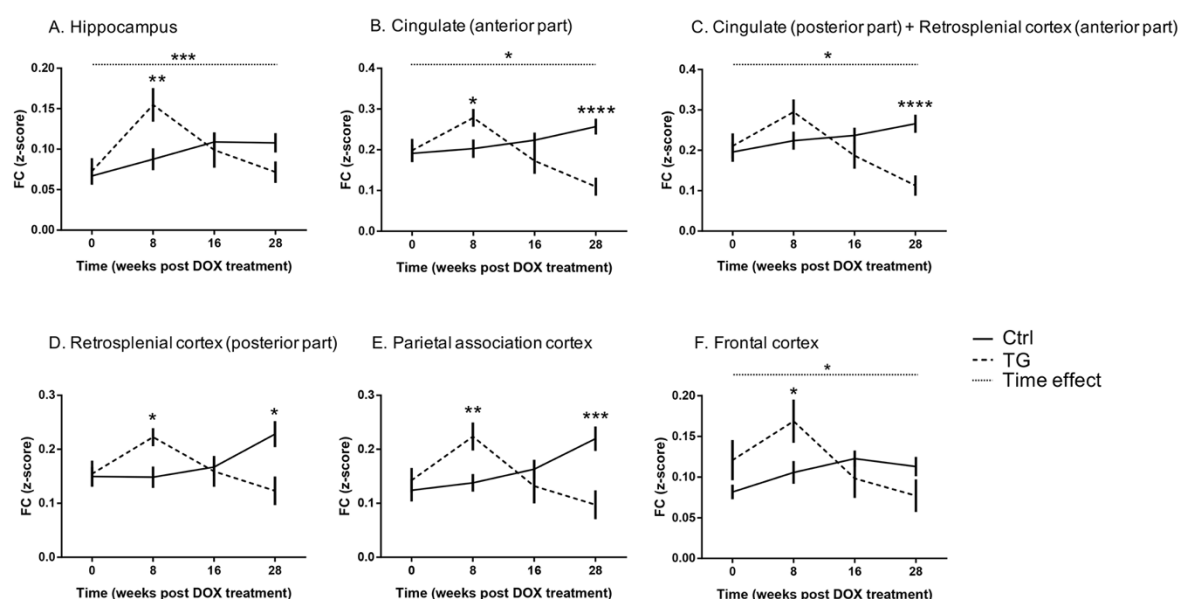 A. Hippocampus
B. Cingulate (anterior part)
C. Cingulate (posterior part) + Retrosplenial cortex (anterior part)
***
*
*
0.20
0.15
0.10
0.05
0.00
**
FC (z-score)
0 8 16 28
Time (weeks post DOX treatment)
0.4
0.3
0.2
0.1
0.0
*
****
FC (z-score)
0 8 16 28
Time (weeks post DOX treatment)
0.4
0.3
0.2
0.1
0.0
****
FC (z-score)
0 8 16 28
Time (weeks post DOX treatment)
D. Retrosplenial cortex (posterior part)
E. Parietal association cortex
F. Frontal cortex
0.3
0.2
0.1
0.0
*
*
FC (z-score)
0 8 16 28
Time (weeks post DOX treatment)
0.3
0.2
0.1
0.0
**
***
FC (z-score)
0 8 16 28
Time (weeks post DOX treatment)
*
0.20
0.15
0.10
0.05
0.00
*
FC (z-score)
0 8 16 28
Time (weeks post DOX treatment)
Ctrl
TG
Time effect